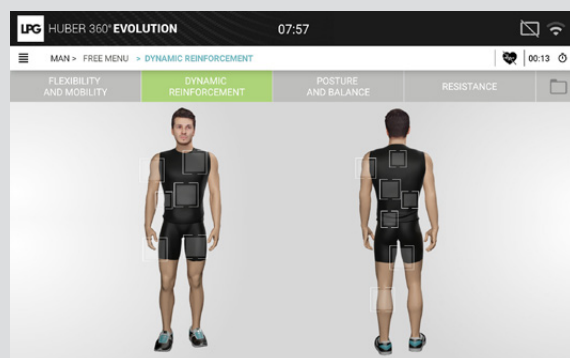 LPG HUBER 360° EVOLUTION 07:57
MAN > FREE MENU > DYNAMIC REINFORCEMENT 00:13
FLEXIBILITY
AND MOBILITY
DYNAMIC
REINFORCEMENT
POSTURE
AND BALANCE
RESISTANCE